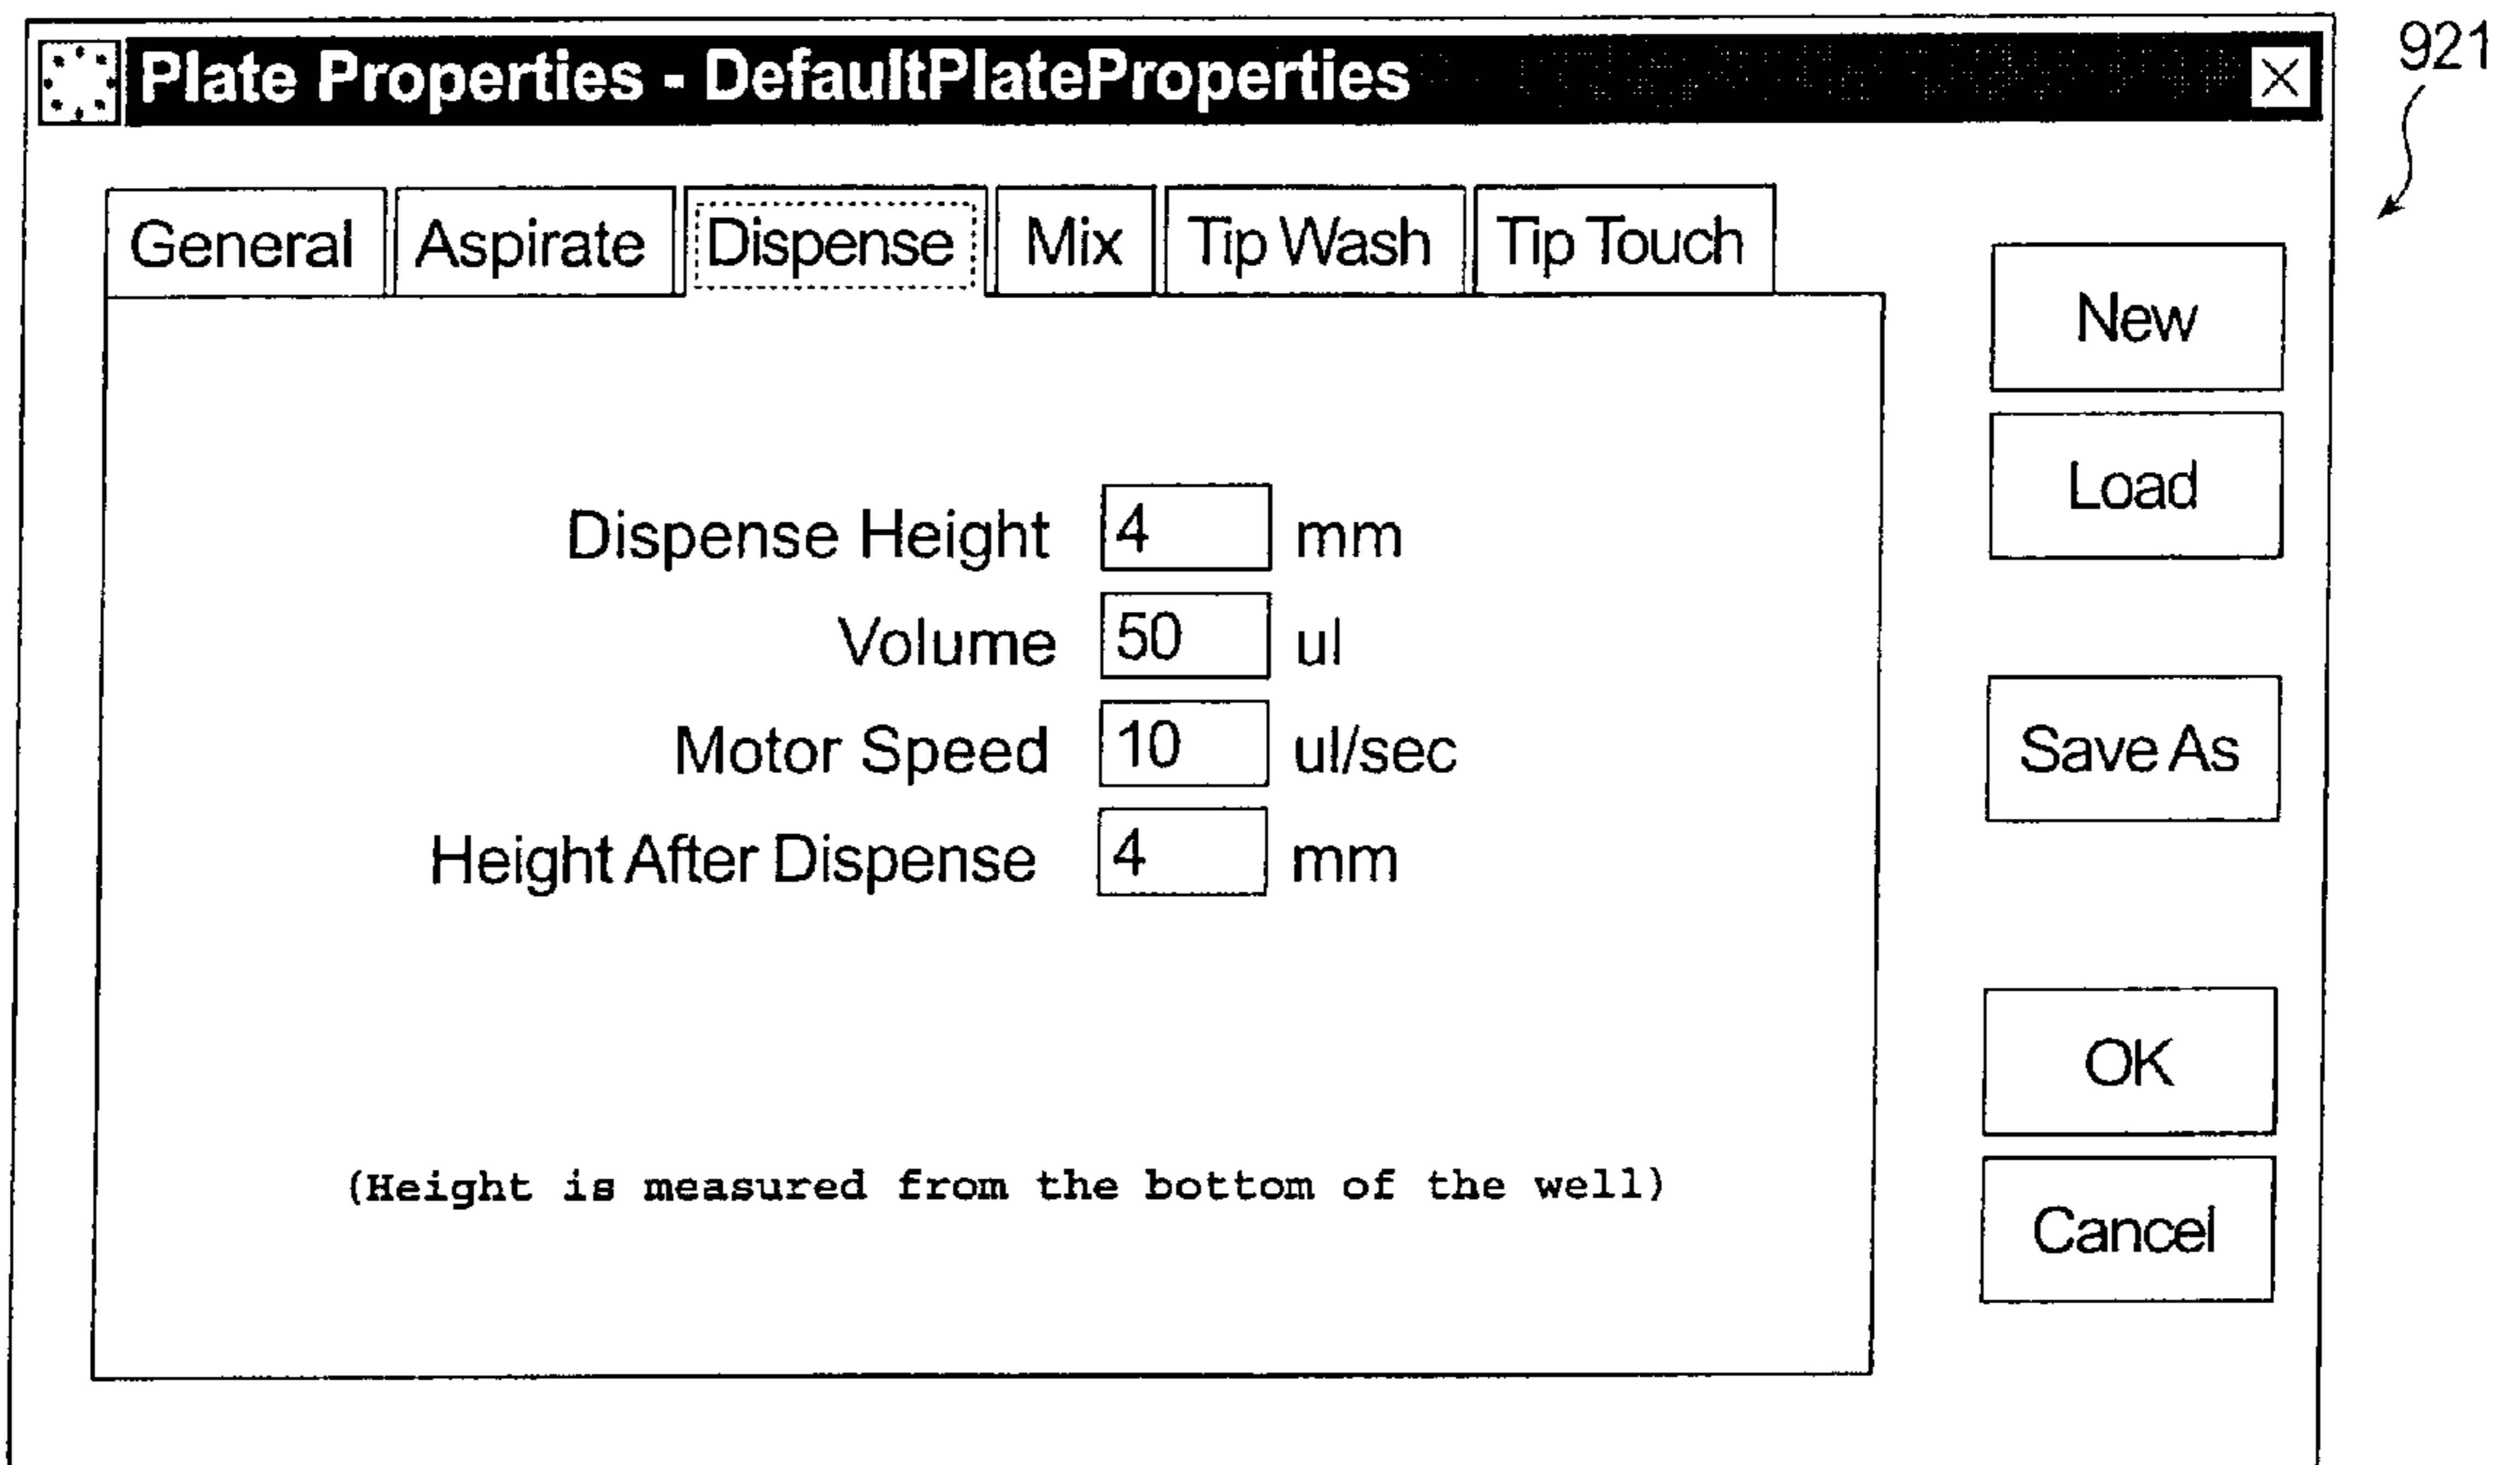 Plate Properties - DefaultPlateProperties
921
General Aspirate Dispense Mix Tip Wash Tip Touch
New
Load
Dispense Height 4 mm
Volume 50 ul
Motor Speed 10 ul/sec
Save As
Height After Dispense 4 mm
OK
(Height is measured from the bottom of the well)
Cancel